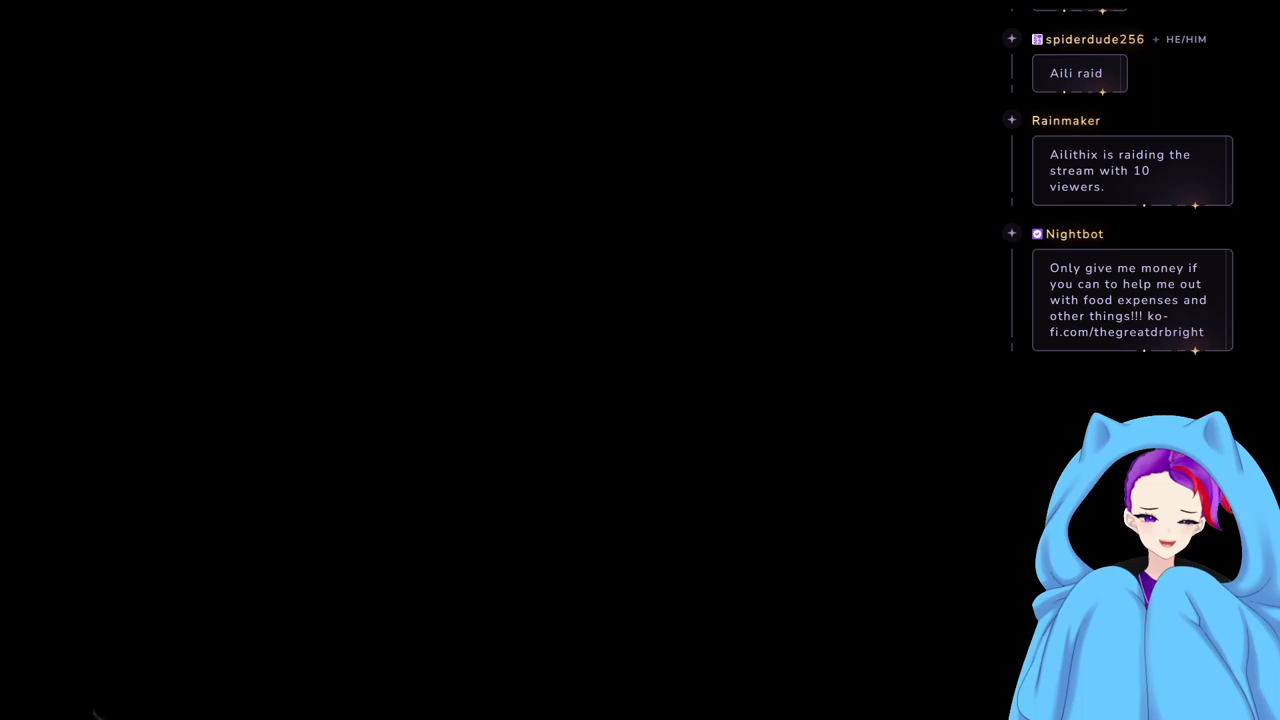 spiderdude256 HE/HIM
Aili raid
Rainmaker
Ailithix is raiding the
stream with 10
viewers.
Nightbot
Only give me money if
you can to help me out
with food expenses and
other things!!! ko-
fi.com/thegreatdrbright